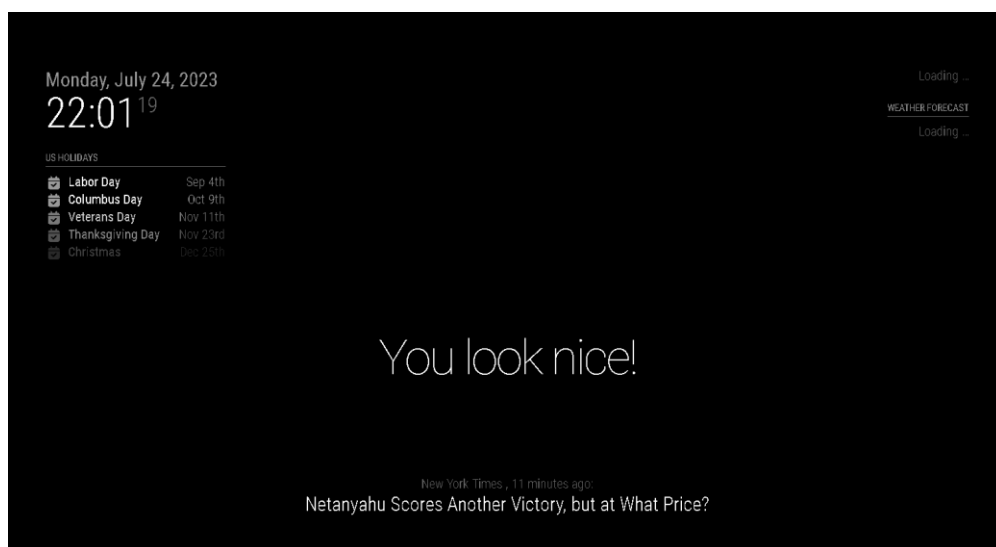 Monday, July 24, 2023
22:01 19
US HOLIDAYS
Labor Day Sep 4th
Columbus Day Oct 9th
Veterans Day Nov 11th
Thanksgiving Day Nov 23rd
Christmas Dec 25th
Loading ...
WEATHER FORECAST
Loading ...
You look nice!
New York Times , 11 minutes ago:
Netanyahu Scores Another Victory, but at What Price?